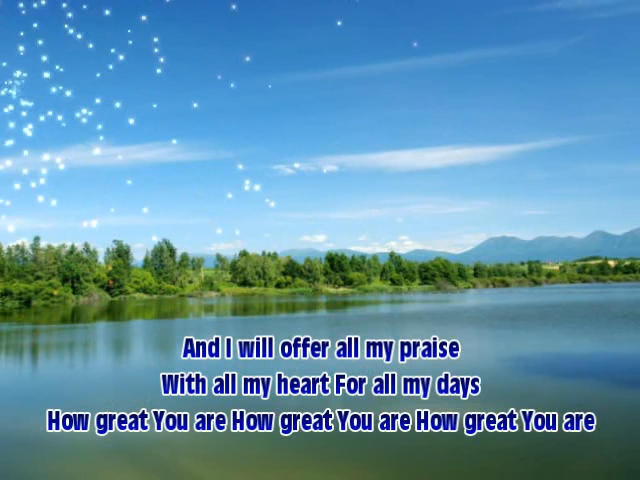 And I will offer all my praise
With all my heart For all my days
How great You are How great You are How great You are